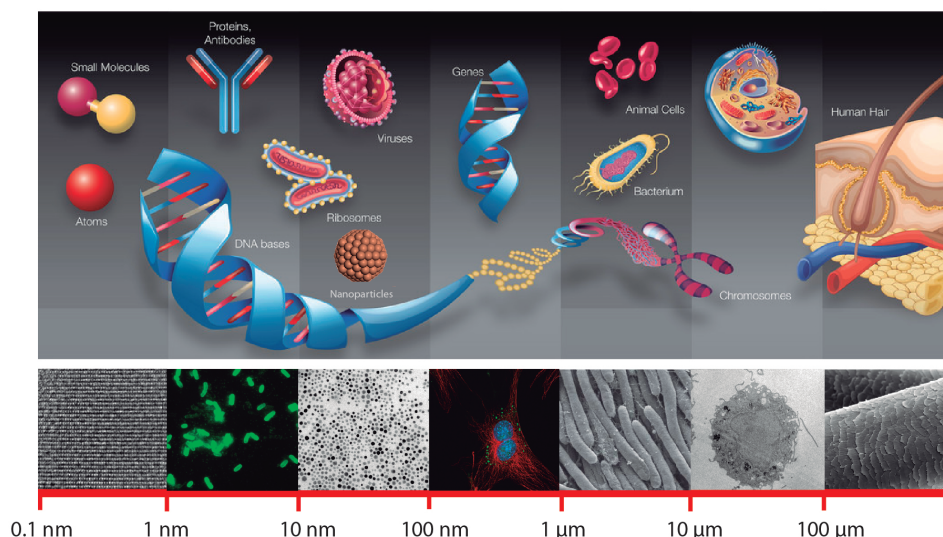 Proteins,
Antibodies
Small Molecules
Genes
Viruses
Animal Cells
Human Hair
Bacterium
Atoms
Ribosomes
DNA bases
Nanoparticles
Chromosomes
0.1 nm 1 nm 10 nm 100 nm 1 µm 10 µm 100 µm